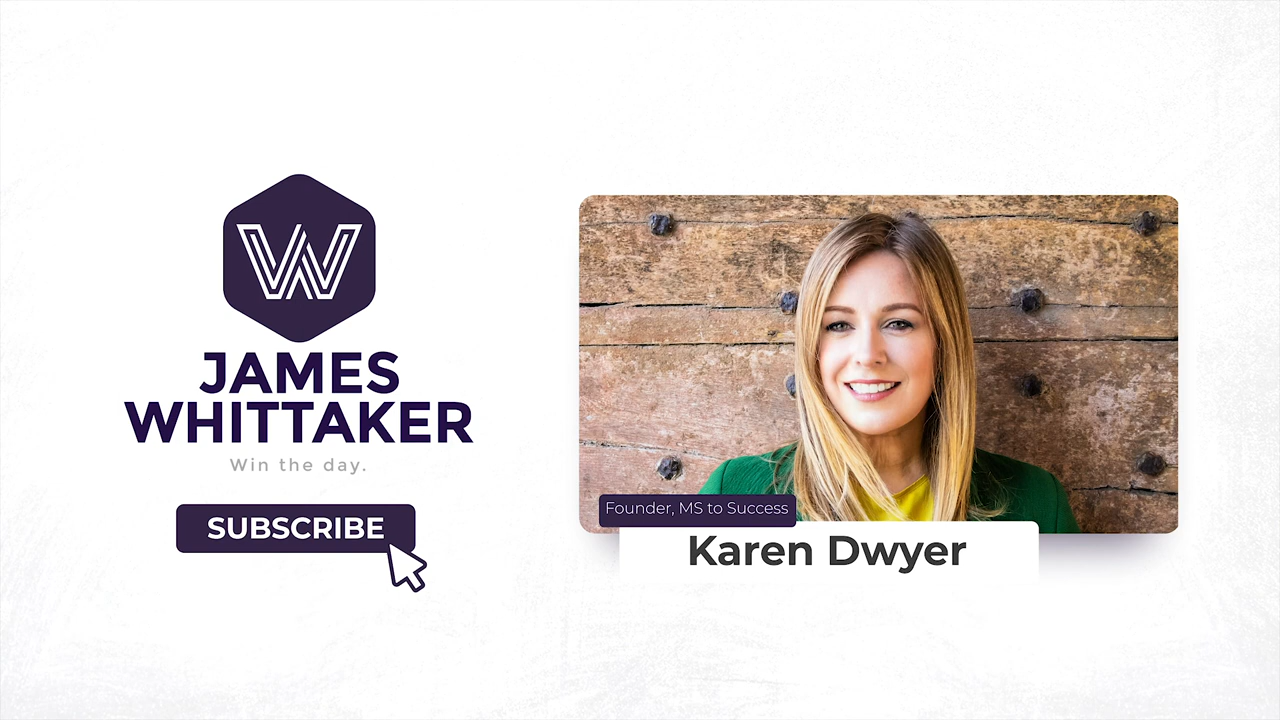 W
JAMES
WHITTAKER
Win the day.
SUBSCRIBE
Founder, MS to Success
Karen Dwyer